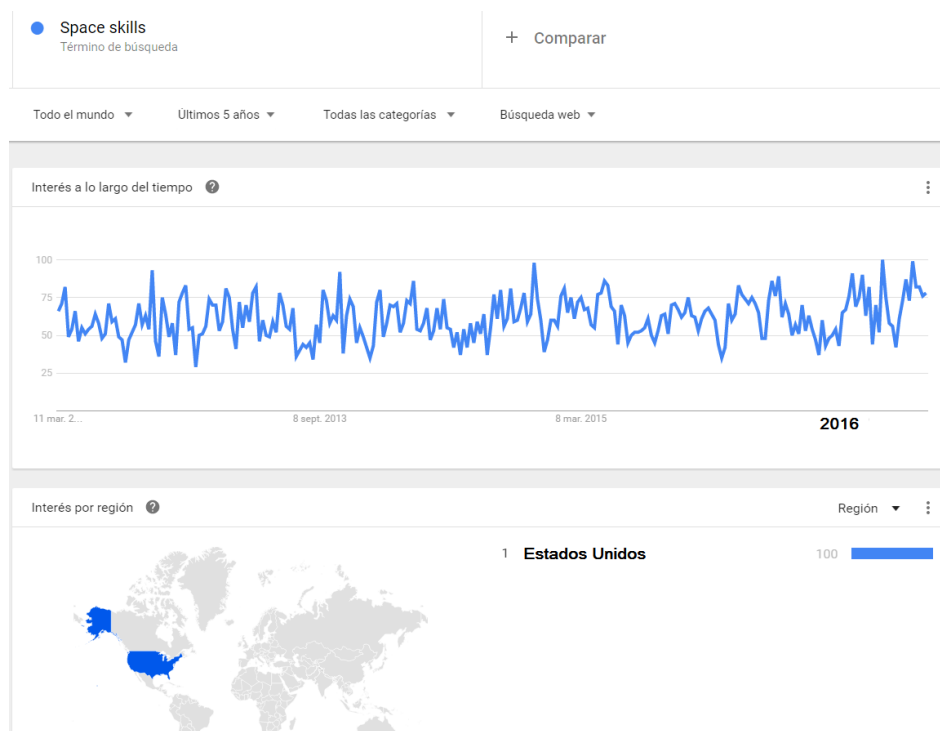 Space skills
Término de búsqueda
+ Comparar
Todo el mundo Últimos 5 años Todas las categorías Búsqueda web
Interés a lo largo del tiempo ?
100
75
50
25
11 mar. 2... 8 sept. 2013 8 mar. 2015 2016
Interés por región ? Región
1 Estados Unidos 100